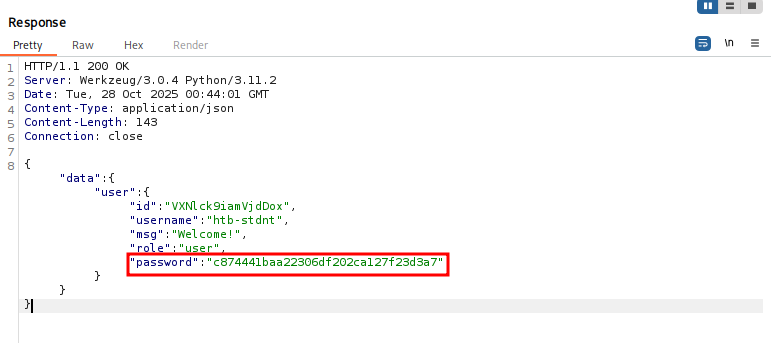 Response
Pretty Raw Hex Render
\n
1 HTTP/1.1 200 OK
2 Server: Werkzeug/3.0.4 Python/3.11.2
3 Date: Tue, 28 Oct 2025 00:44:01 GMT
4 Content-Type: application/json
5 Content-Length: 143
6 Connection: close
7
8 {
"data":{
"user":{
"id":"VXNlck9iamVjdDox",
"username":"htb-stdnt",
"msg":"Welcome!",
"role":"user",
"password":"c874441baa22306df202ca127f23d3a7"
}
}
}